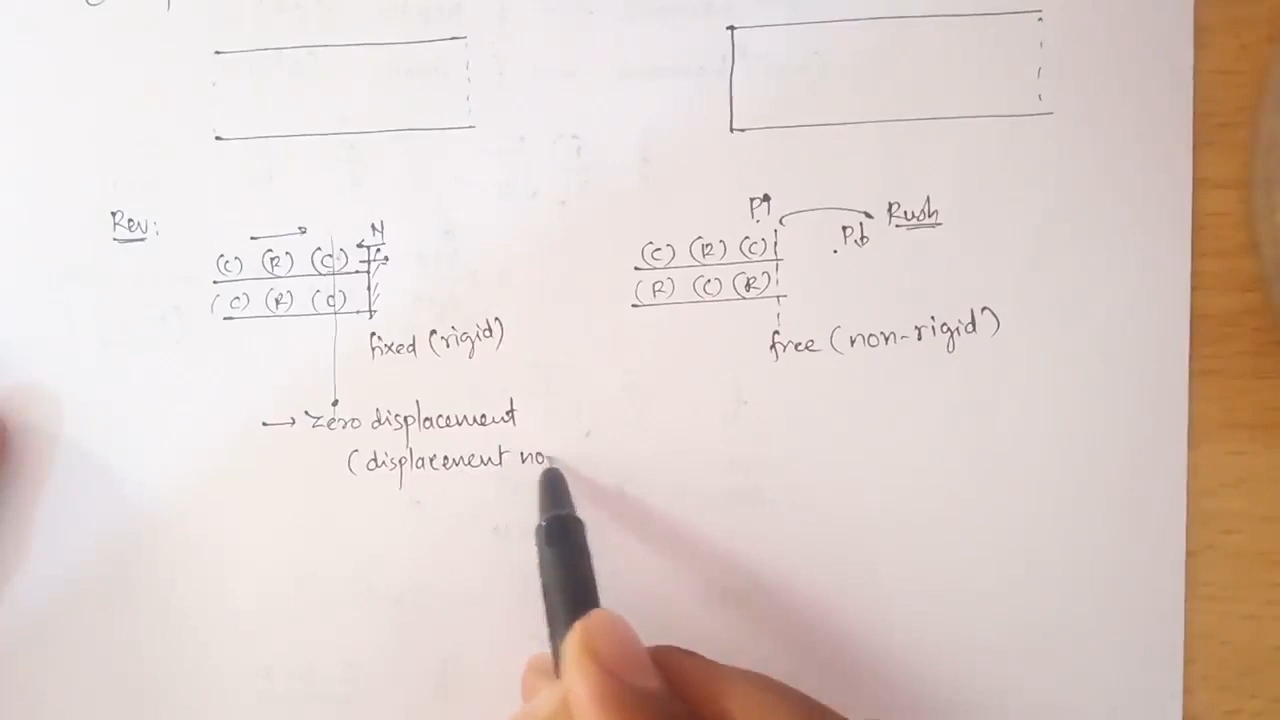 Rev:
N
(C) (R) (C)
(C) (R) (C)
fixed (rigid)
→ Zero displacement
(displacement no
P↑ Rush
P↓
(C) (R) (C)
(R) (C) (R)
free (non-rigid)